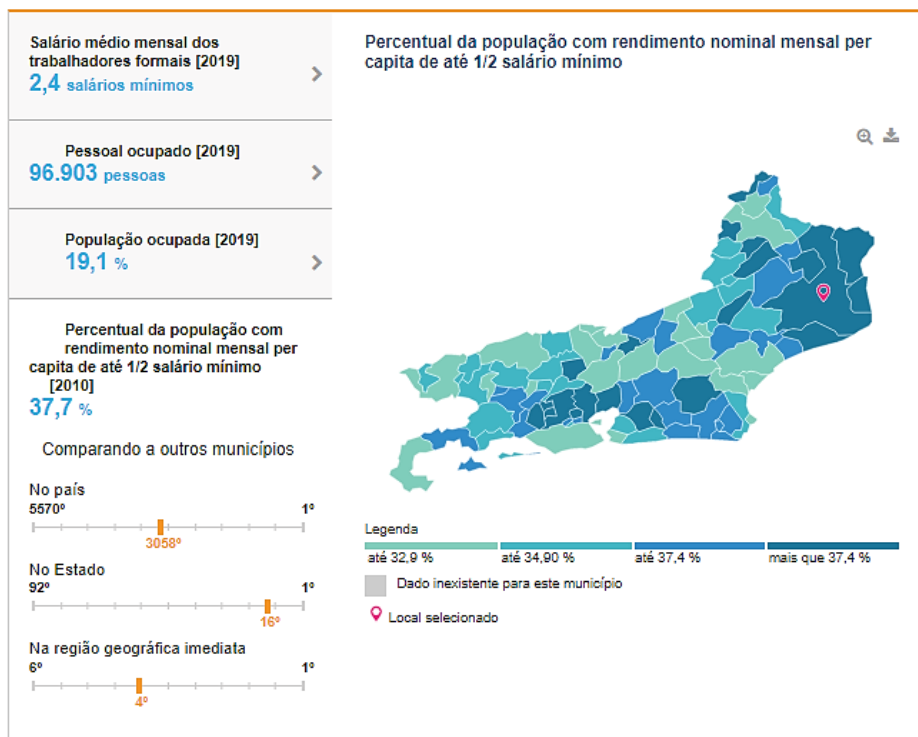 Salário médio mensal dos
trabalhadores formais [2019]
2,4 salários mínimos
Pessoal ocupado [2019]
96.903 pessoas
População ocupada [2019]
19,1 %
Percentual da população com
rendimento nominal mensal per
capita de até 1/2 salário mínimo
[2010]
37,7 %
Comparando a outros municípios
No país
5570º 1º
3058º
No Estado
92º 1º
16º
Na região geográfica imediata
6º 1º
4º
Percentual da população com rendimento nominal mensal per
capita de até 1/2 salário mínimo
Legenda
até 32,9 % até 34,90 % até 37,4 % mais que 37,4 %
Dado inexistente para este município
Local selecionado